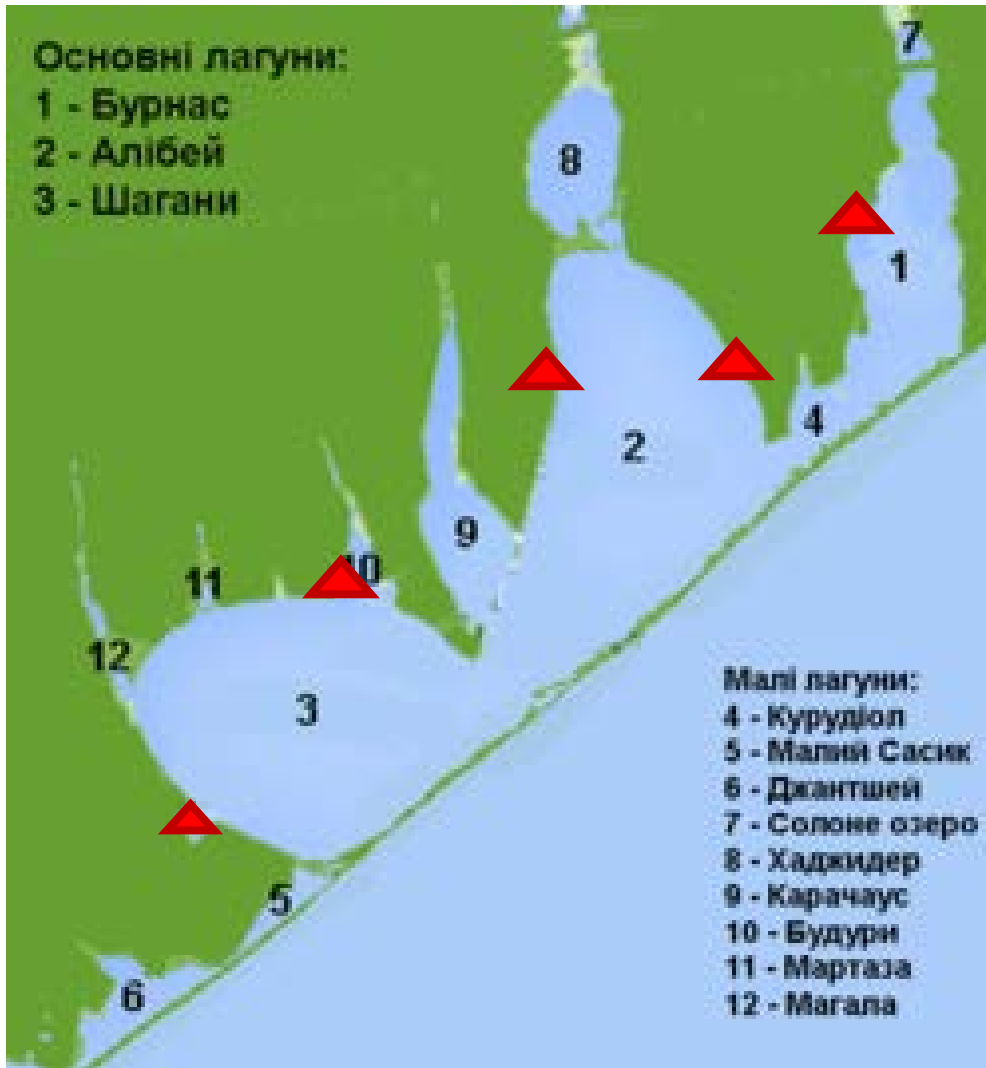 Основні лагуни:
1 - Бурнас
2 - Алібей
3 - Шагани
7
8
1
4
2
9
10
11
12
3
5
6
Малі лагуни:
4 - Курудіол
5 - Малий Сасик
6 - Джантшей
7 - Солоне озеро
8 - Хаджидер
9 - Карачаус
10 - Будури
11 - Мартаза
12 - Магала